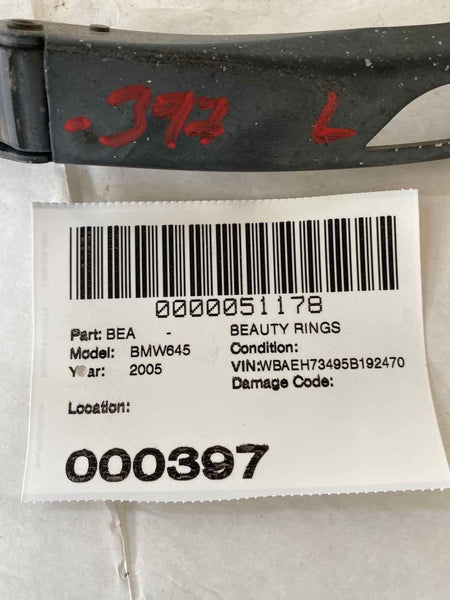 .397 L
0000051178
Part: BEA - BEAUTY RINGS
Model: BMW645 Condition:
Year: 2005 VIN:WBAEH73495B192470
Damage Code:
Location:
000397